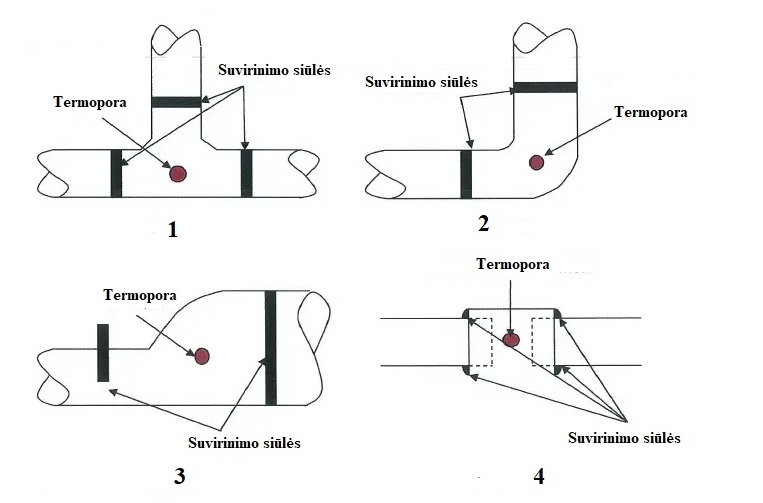 Suvirinimo siūlės
Termopora
1
Suvirinimo siūlės
Termopora
2
Termopora
Suvirinimo siūlės
3
Termopora
Suvirinimo siūlės
4